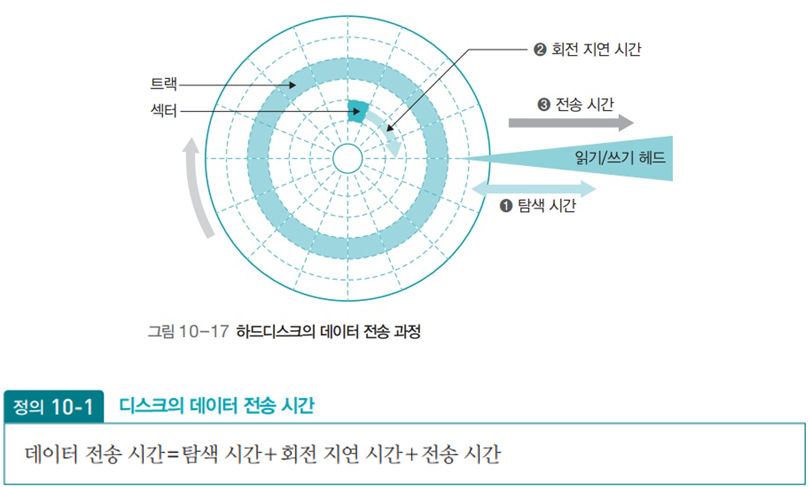 ❷ 회전 지연 시간
트랙
섹터
❸ 전송 시간
읽기/쓰기 헤드
❶ 탐색 시간
그림 10-17 하드디스크의 데이터 전송 과정
정의 10-1 디스크의 데이터 전송 시간
데이터 전송 시간=탐색 시간+회전 지연 시간+전송 시간